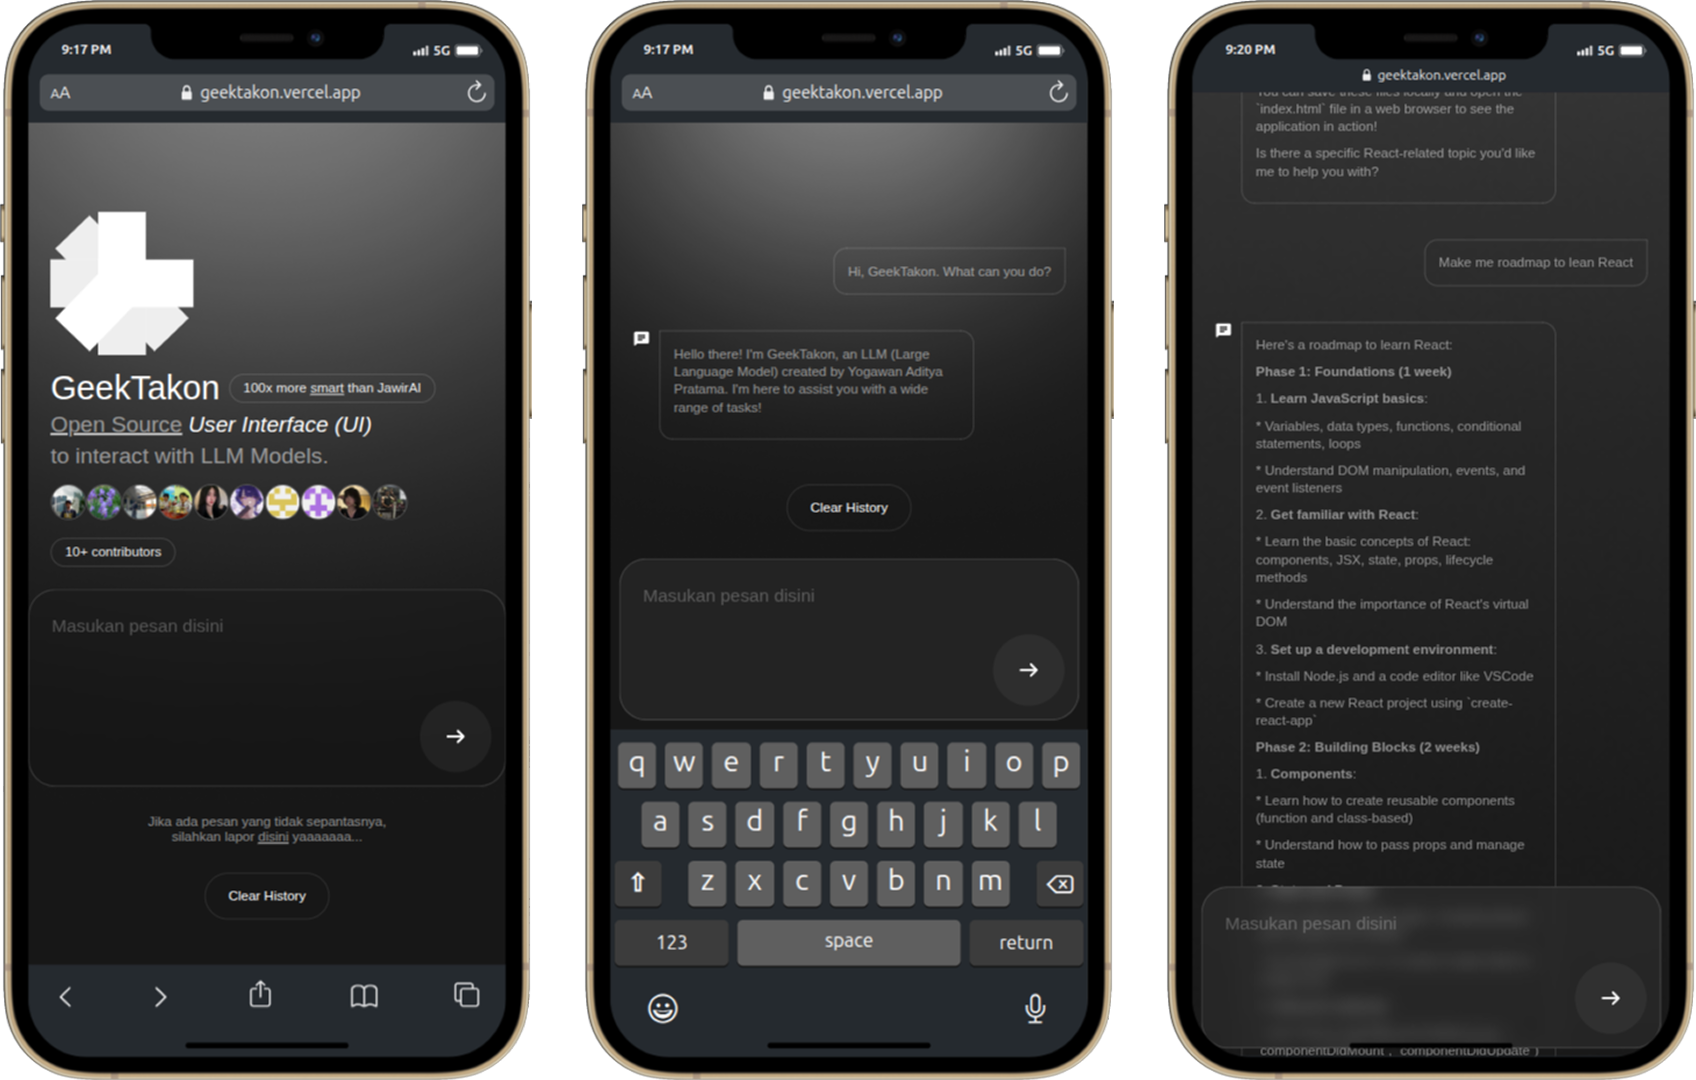 9:17 PM
5G
AA
geektakon.vercel.app
GeekTakon
100x more smart than JawirAI
Open Source User Interface (UI)
to interact with LLM Models.
10+ contributors
Masukan pesan disini
Jika ada pesan yang tidak sepantasnya,
silahkan lapor disini yaaaaaaa...
Clear History
9:17 PM
5G
AA
geektakon.vercel.app
Hi, GeekTakon. What can you do?
Hello there! I'm GeekTakon, an LLM (Large
Language Model) created by Yogawan Aditya
Pratama. I'm here to assist you with a wide
range of tasks!
Clear History
Masukan pesan disini
q w e r t y u i o p
a s d f g h j k l
z x c v b n m
123 space return
9:20 PM
5G
geektakon.vercel.app
You can save these files locally and open the
`index.html` file in a web browser to see the
application in action!
Is there a specific React-related topic you'd like
me to help you with?
Make me roadmap to lean React
Here's a roadmap to learn React:
Phase 1: Foundations (1 week)
1. Learn JavaScript basics:
* Variables, data types, functions, conditional
statements, loops
* Understand DOM manipulation, events, and
event listeners
2. Get familiar with React:
* Learn the basic concepts of React:
components, JSX, state, props, lifecycle
methods
* Understand the importance of React's virtual
DOM
3. Set up a development environment:
* Install Node.js and a code editor like VSCode
* Create a new React project using `create-
react-app`
Phase 2: Building Blocks (2 weeks)
1. Components:
* Learn how to create reusable components
(function and class-based)
* Understand how to pass props and manage
state
Masukan pesan disini
`componentDidMount`, `componentDidUpdate`)